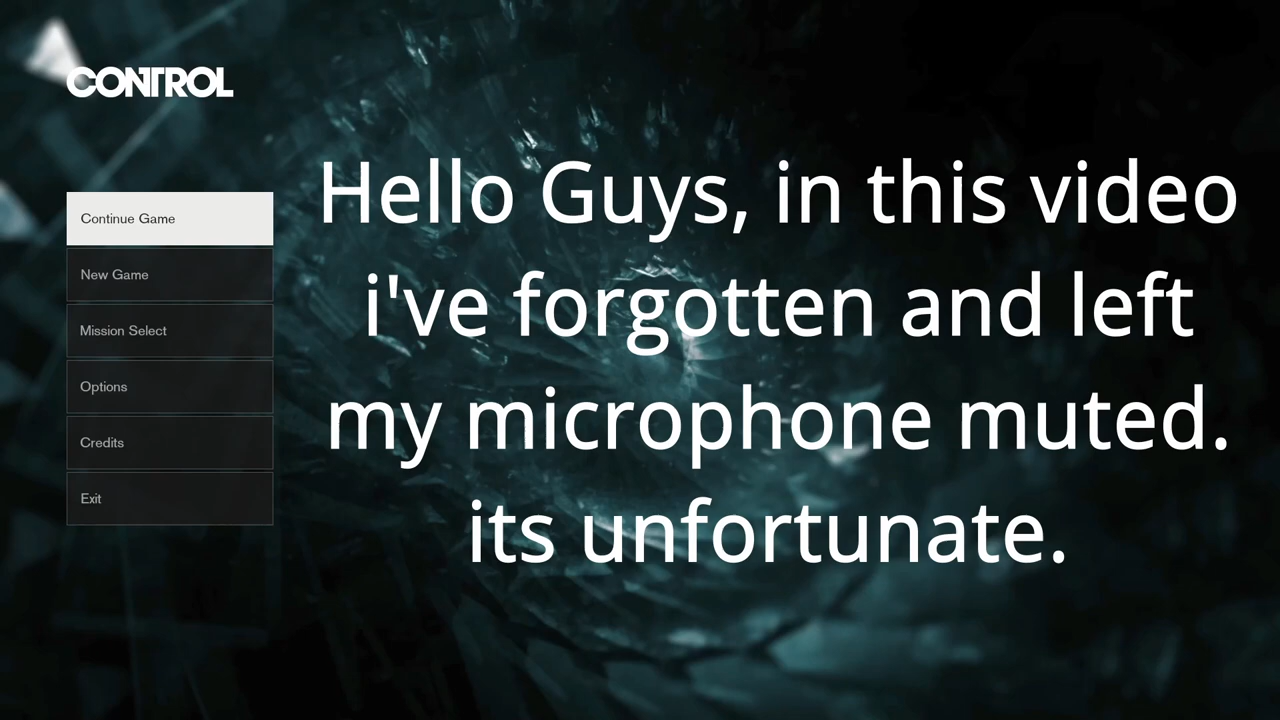 CONTROL
Continue Game
New Game
Mission Select
Options
Credits
Exit
Hello Guys, in this video
i've forgotten and left
my microphone muted.
its unfortunate.